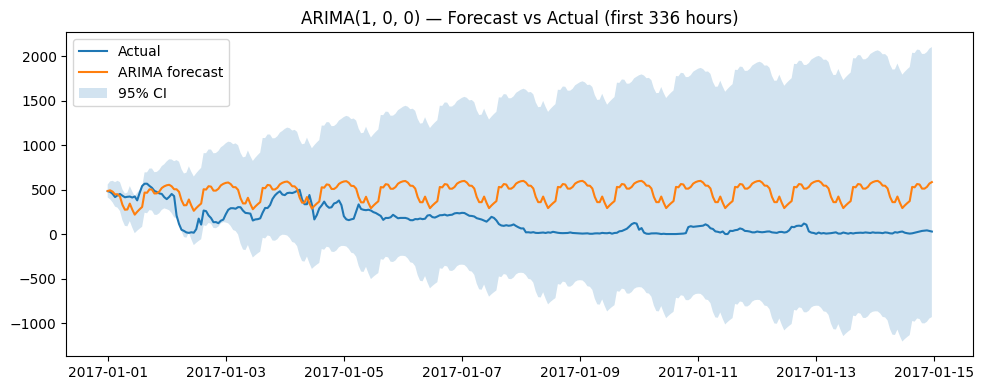 ARIMA(1, 0, 0) — Forecast vs Actual (first 336 hours)
Actual
ARIMA forecast
95% CI
2000
1500
1000
500
0
−500
−1000
2017-01-01 2017-01-03 2017-01-05 2017-01-07 2017-01-09 2017-01-11 2017-01-13 2017-01-15